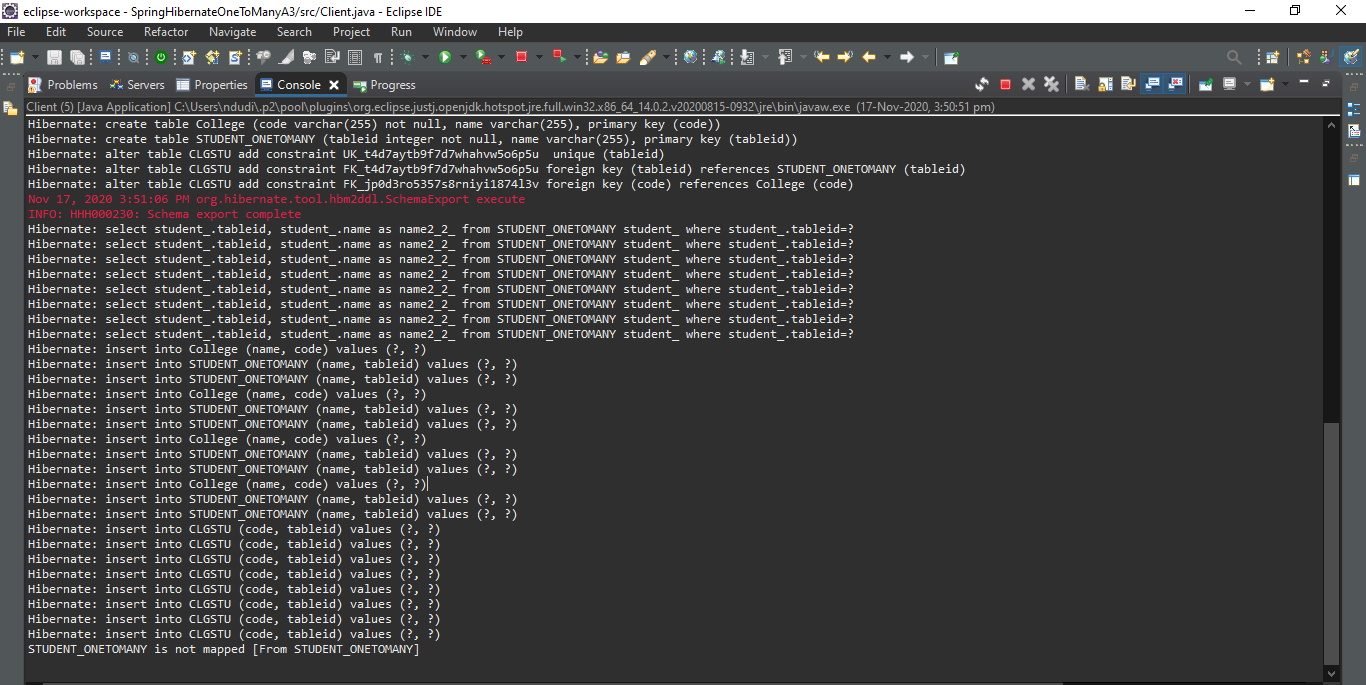 eclipse-workspace - SpringHibernateOneToManyA3/src/Client.java - Eclipse IDE
File Edit Source Refactor Navigate Search Project Run Window Help
Problems Servers Properties Console Progress
Client (5) [Java Application] C:\Users\ndudi\.p2\pool\plugins\org.eclipse.justj.openjdk.hotspot.jre.full.win32.x86_64_14.0.2.v20200815-0932\jre\bin\javaw.exe (17-Nov-2020, 3:50:51 pm)
Hibernate: create table College (code varchar(255) not null, name varchar(255), primary key (code))
Hibernate: create table STUDENT_ONETOMANY (tableid integer not null, name varchar(255), primary key (tableid))
Hibernate: alter table CLGSTU add constraint UK_t4d7aytb9f7d7whahvw5o6p5u  unique (tableid)
Hibernate: alter table CLGSTU add constraint FK_t4d7aytb9f7d7whahvw5o6p5u foreign key (tableid) references STUDENT_ONETOMANY (tableid)
Hibernate: alter table CLGSTU add constraint FK_jp0d3ro5357s8rniyi1874l3v foreign key (code) references College (code)
Nov 17, 2020 3:51:06 PM org.hibernate.tool.hbm2ddl.SchemaExport execute
INFO: HHH000230: Schema export complete
Hibernate: select student_.tableid, student_.name as name2_2_ from STUDENT_ONETOMANY student_ where student_.tableid=?
Hibernate: select student_.tableid, student_.name as name2_2_ from STUDENT_ONETOMANY student_ where student_.tableid=?
Hibernate: select student_.tableid, student_.name as name2_2_ from STUDENT_ONETOMANY student_ where student_.tableid=?
Hibernate: select student_.tableid, student_.name as name2_2_ from STUDENT_ONETOMANY student_ where student_.tableid=?
Hibernate: select student_.tableid, student_.name as name2_2_ from STUDENT_ONETOMANY student_ where student_.tableid=?
Hibernate: select student_.tableid, student_.name as name2_2_ from STUDENT_ONETOMANY student_ where student_.tableid=?
Hibernate: select student_.tableid, student_.name as name2_2_ from STUDENT_ONETOMANY student_ where student_.tableid=?
Hibernate: select student_.tableid, student_.name as name2_2_ from STUDENT_ONETOMANY student_ where student_.tableid=?
Hibernate: insert into College (name, code) values (?, ?)
Hibernate: insert into STUDENT_ONETOMANY (name, tableid) values (?, ?)
Hibernate: insert into STUDENT_ONETOMANY (name, tableid) values (?, ?)
Hibernate: insert into College (name, code) values (?, ?)
Hibernate: insert into STUDENT_ONETOMANY (name, tableid) values (?, ?)
Hibernate: insert into STUDENT_ONETOMANY (name, tableid) values (?, ?)
Hibernate: insert into College (name, code) values (?, ?)
Hibernate: insert into STUDENT_ONETOMANY (name, tableid) values (?, ?)
Hibernate: insert into STUDENT_ONETOMANY (name, tableid) values (?, ?)
Hibernate: insert into College (name, code) values (?, ?)
Hibernate: insert into STUDENT_ONETOMANY (name, tableid) values (?, ?)
Hibernate: insert into STUDENT_ONETOMANY (name, tableid) values (?, ?)
Hibernate: insert into CLGSTU (code, tableid) values (?, ?)
Hibernate: insert into CLGSTU (code, tableid) values (?, ?)
Hibernate: insert into CLGSTU (code, tableid) values (?, ?)
Hibernate: insert into CLGSTU (code, tableid) values (?, ?)
Hibernate: insert into CLGSTU (code, tableid) values (?, ?)
Hibernate: insert into CLGSTU (code, tableid) values (?, ?)
Hibernate: insert into CLGSTU (code, tableid) values (?, ?)
Hibernate: insert into CLGSTU (code, tableid) values (?, ?)
STUDENT_ONETOMANY is not mapped [From STUDENT_ONETOMANY]